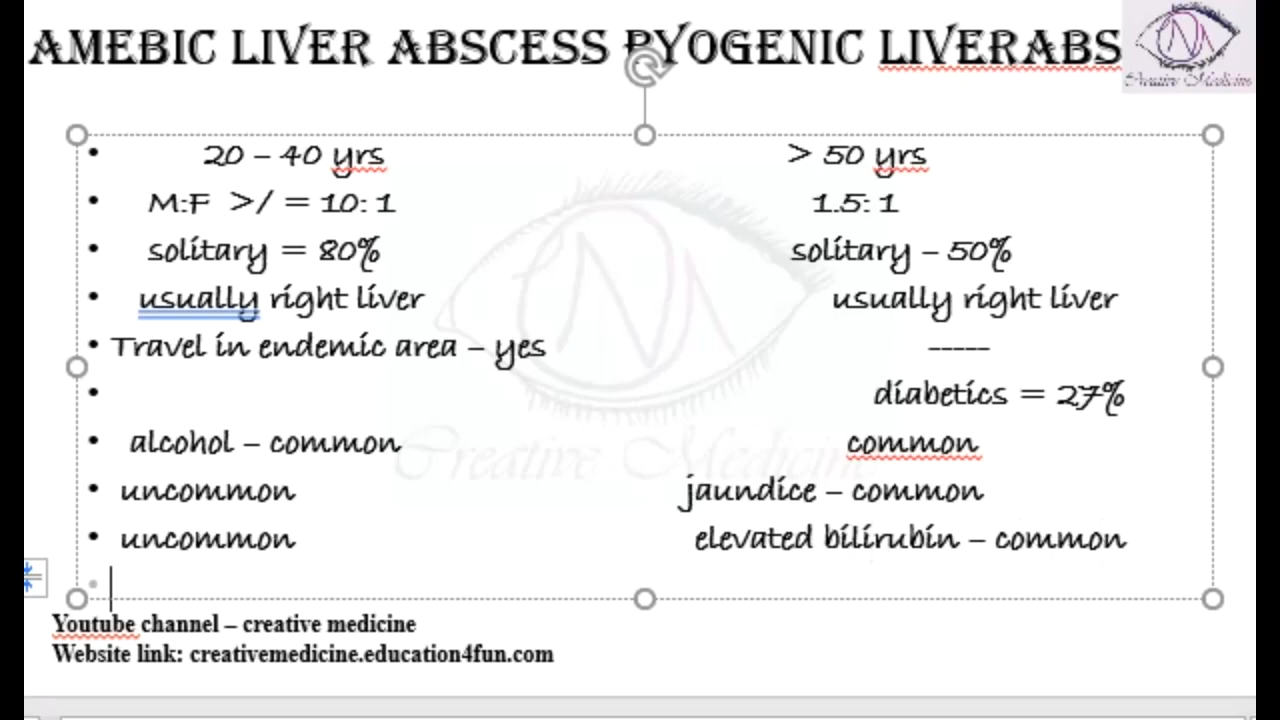 AMEBIC LIVER ABSCESS PYOGENIC LIVERABS
Creative Medicine
• 20 – 40 yrs > 50 yrs
• M:F >/ = 10: 1 1.5: 1
• solitary = 80% solitary – 50%
• usually right liver usually right liver
• Travel in endemic area – yes -----
• diabetics = 27%
• alcohol – common common
Creative Medicine
• uncommon jaundice – common
• uncommon elevated bilirubin – common
Youtube channel – creative medicine
Website link: creativemedicine.education4fun.com